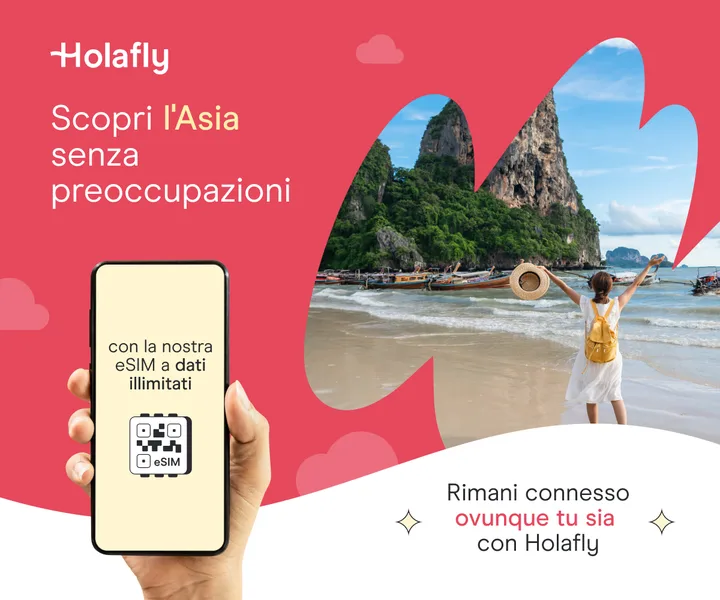 Holafly
Scopri l'Asia
senza
preoccupazioni
con la nostra
eSIM a dati
illimitati
eSIM
Rimani connesso
ovunque tu sia
con Holafly